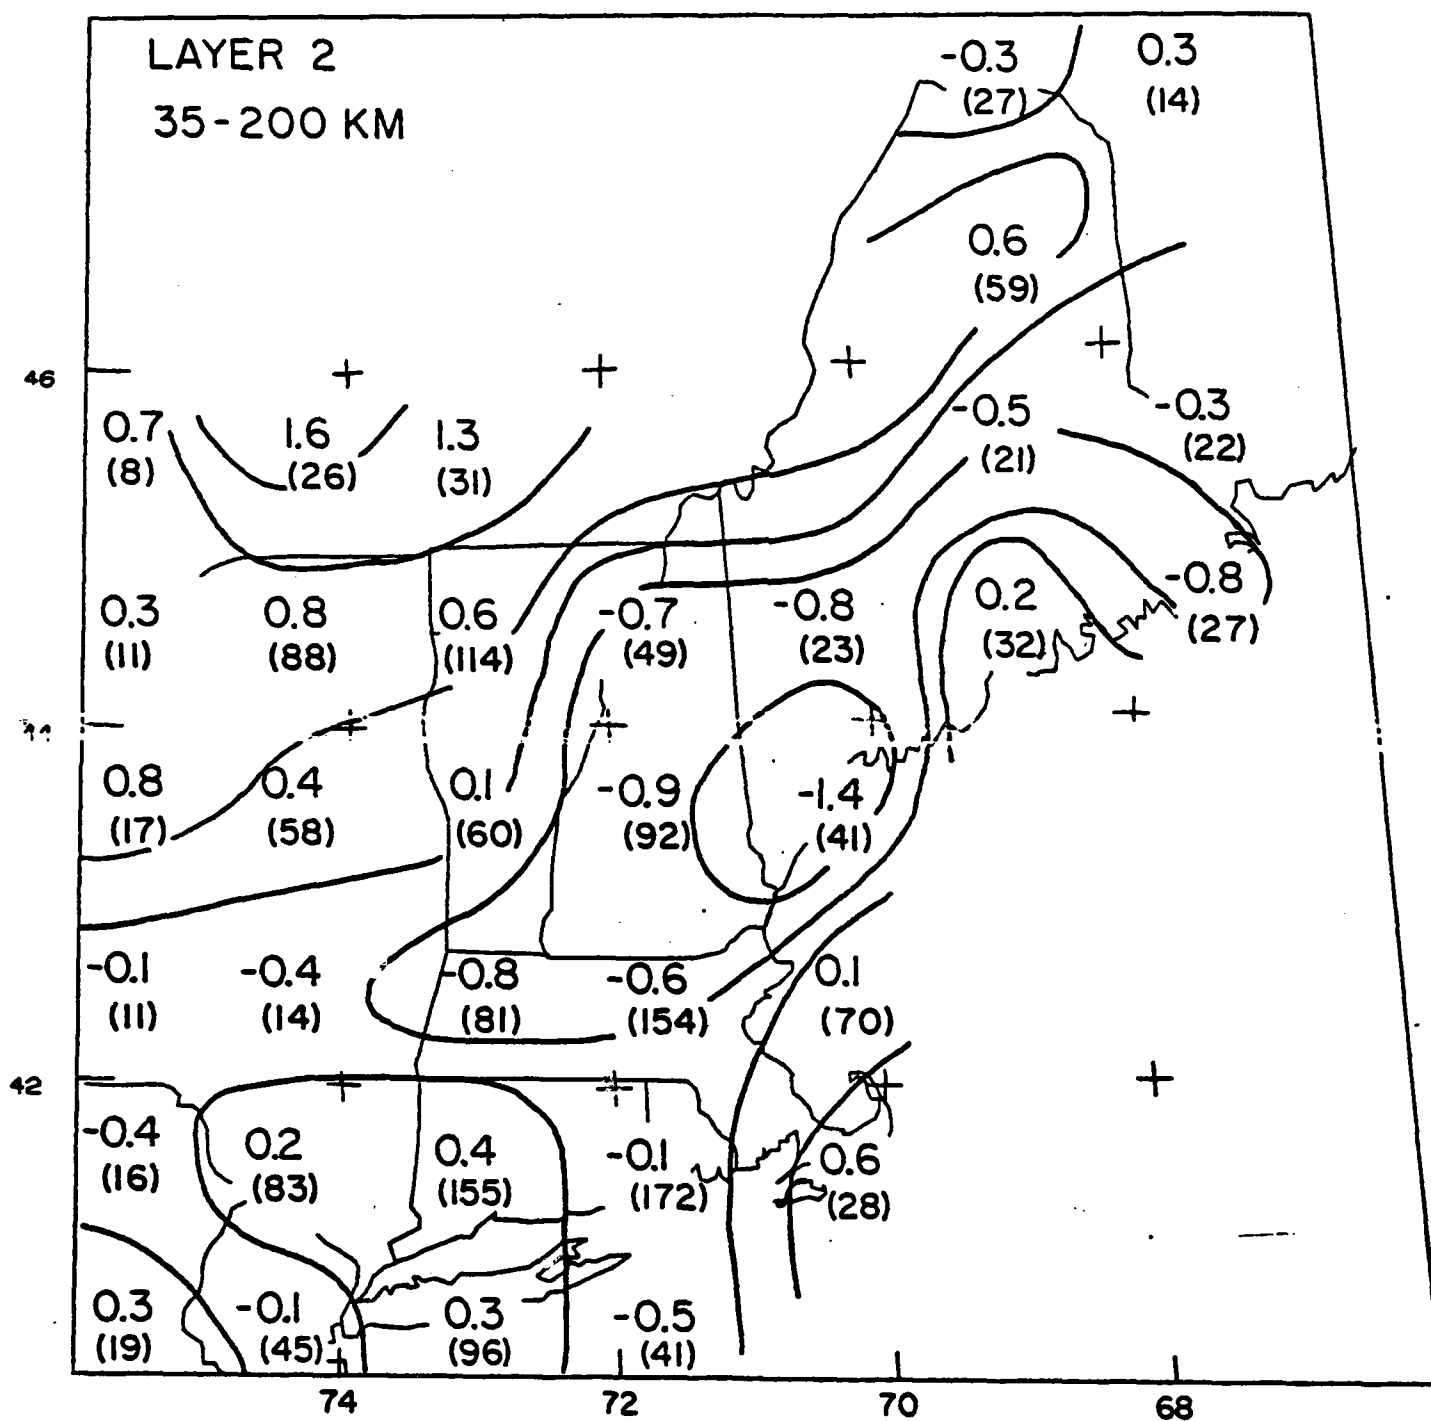 LAYER 2
35-200 KM
-0.3 0.3
(27) (14)
0.6
(59)
46
0.7 1.6 1.3 -0.5 -0.3
(8) (26) (31) (21) (22)
0.3 0.8 0.6 -0.7 -0.8 0.2 -0.8
(11) (88) (114) (49) (23) (32) (27)
0.8 0.4 0.1 -0.9 -1.4
(17) (58) (60) (92) (41)
-0.1 -0.4 -0.8 -0.6 0.1
(11) (14) (81) (154) (70)
42
-0.4 0.2 0.4 -0.1 0.6
(16) (83) (155) (172) (28)
0.3 -0.1 0.3 -0.5
(19) (45) (96) (41)
74 72 70 68